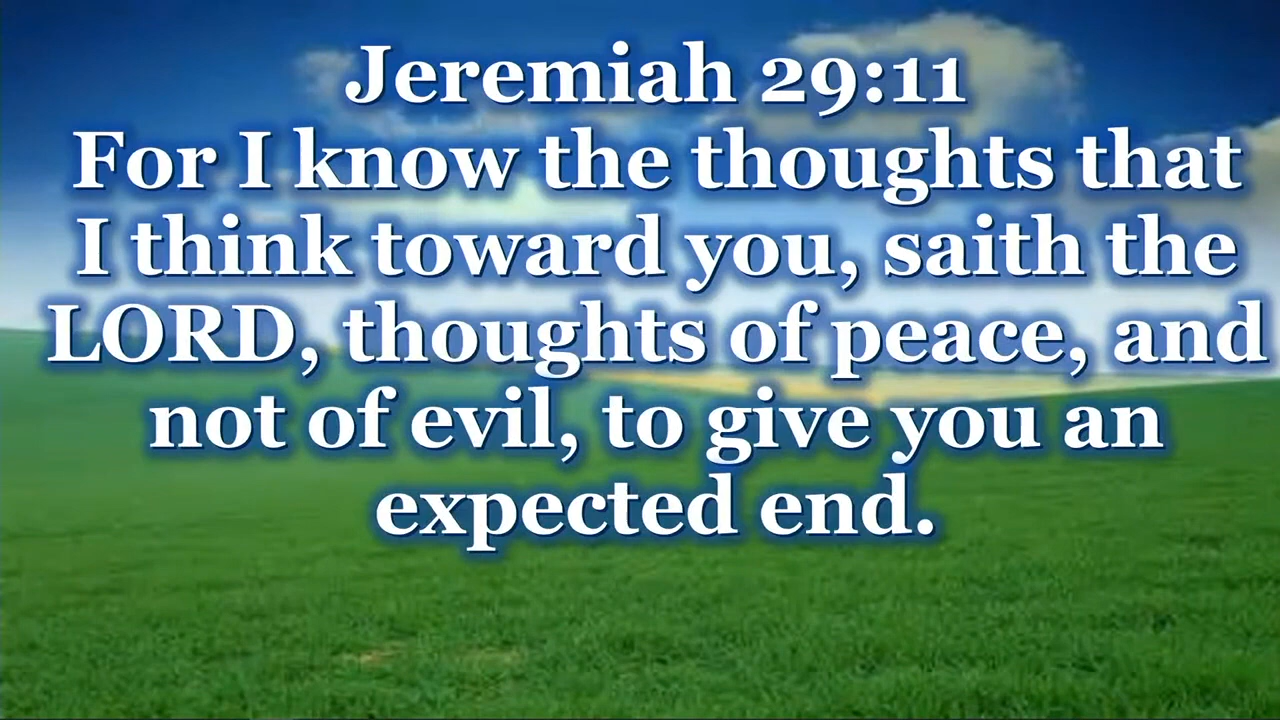 Jeremiah 29:11
For I know the thoughts that
I think toward you, saith the
LORD, thoughts of peace, and
not of evil, to give you an
expected end.